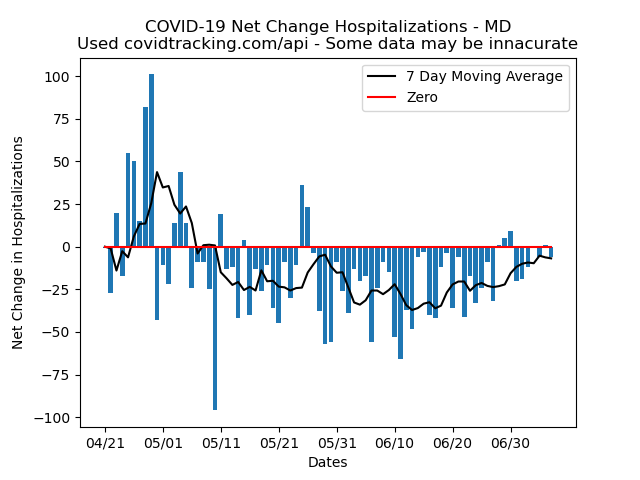 COVID-19 Net Change Hospitalizations - MD
Used covidtracking.com/api - Some data may be innacurate
7 Day Moving Average
Zero
Net Change in Hospitalizations
100
75
50
25
0
−25
−50
−75
−100
04/21 05/01 05/11 05/21 05/31 06/10 06/20 06/30
Dates